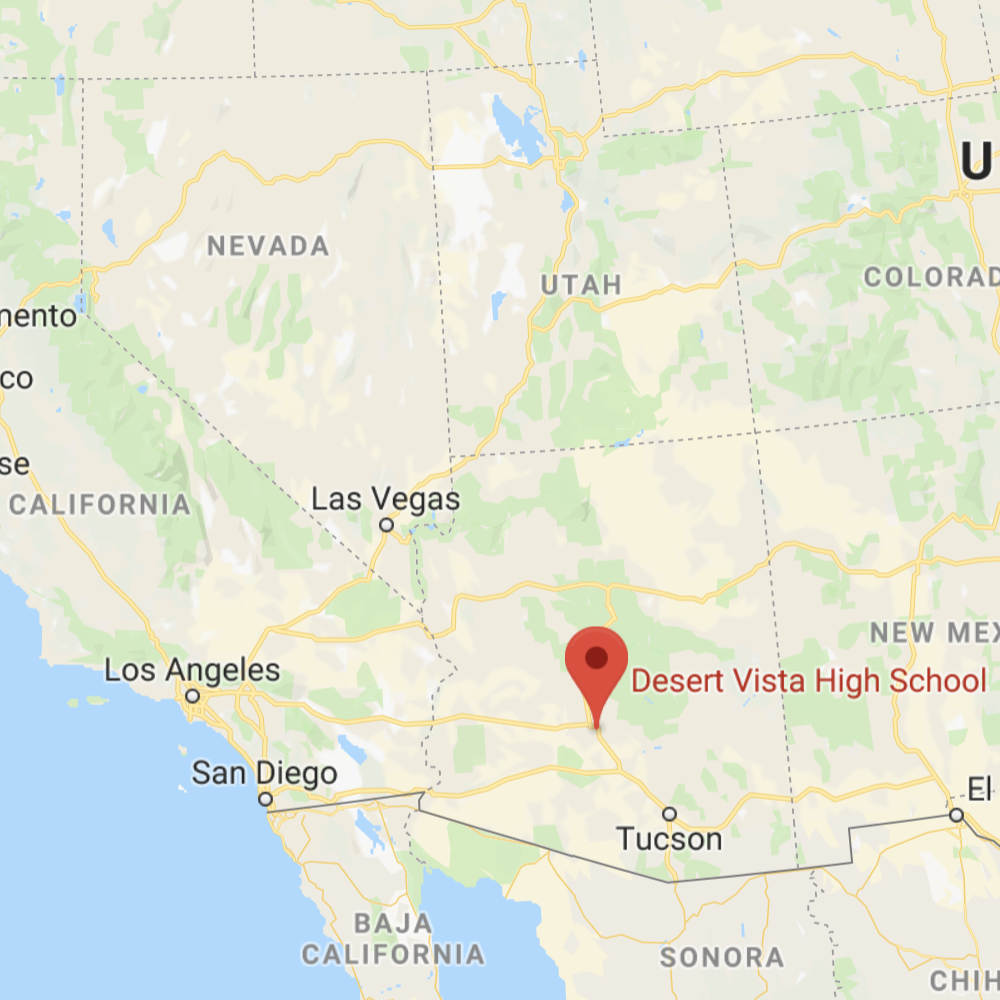 U
NEVADA
UTAH
COLORAD
mento
co
se
CALIFORNIA
Las Vegas
NEW MEX
Los Angeles
Desert Vista High School
San Diego
El
Tucson
BAJA
CALIFORNIA
SONORA
CHIH